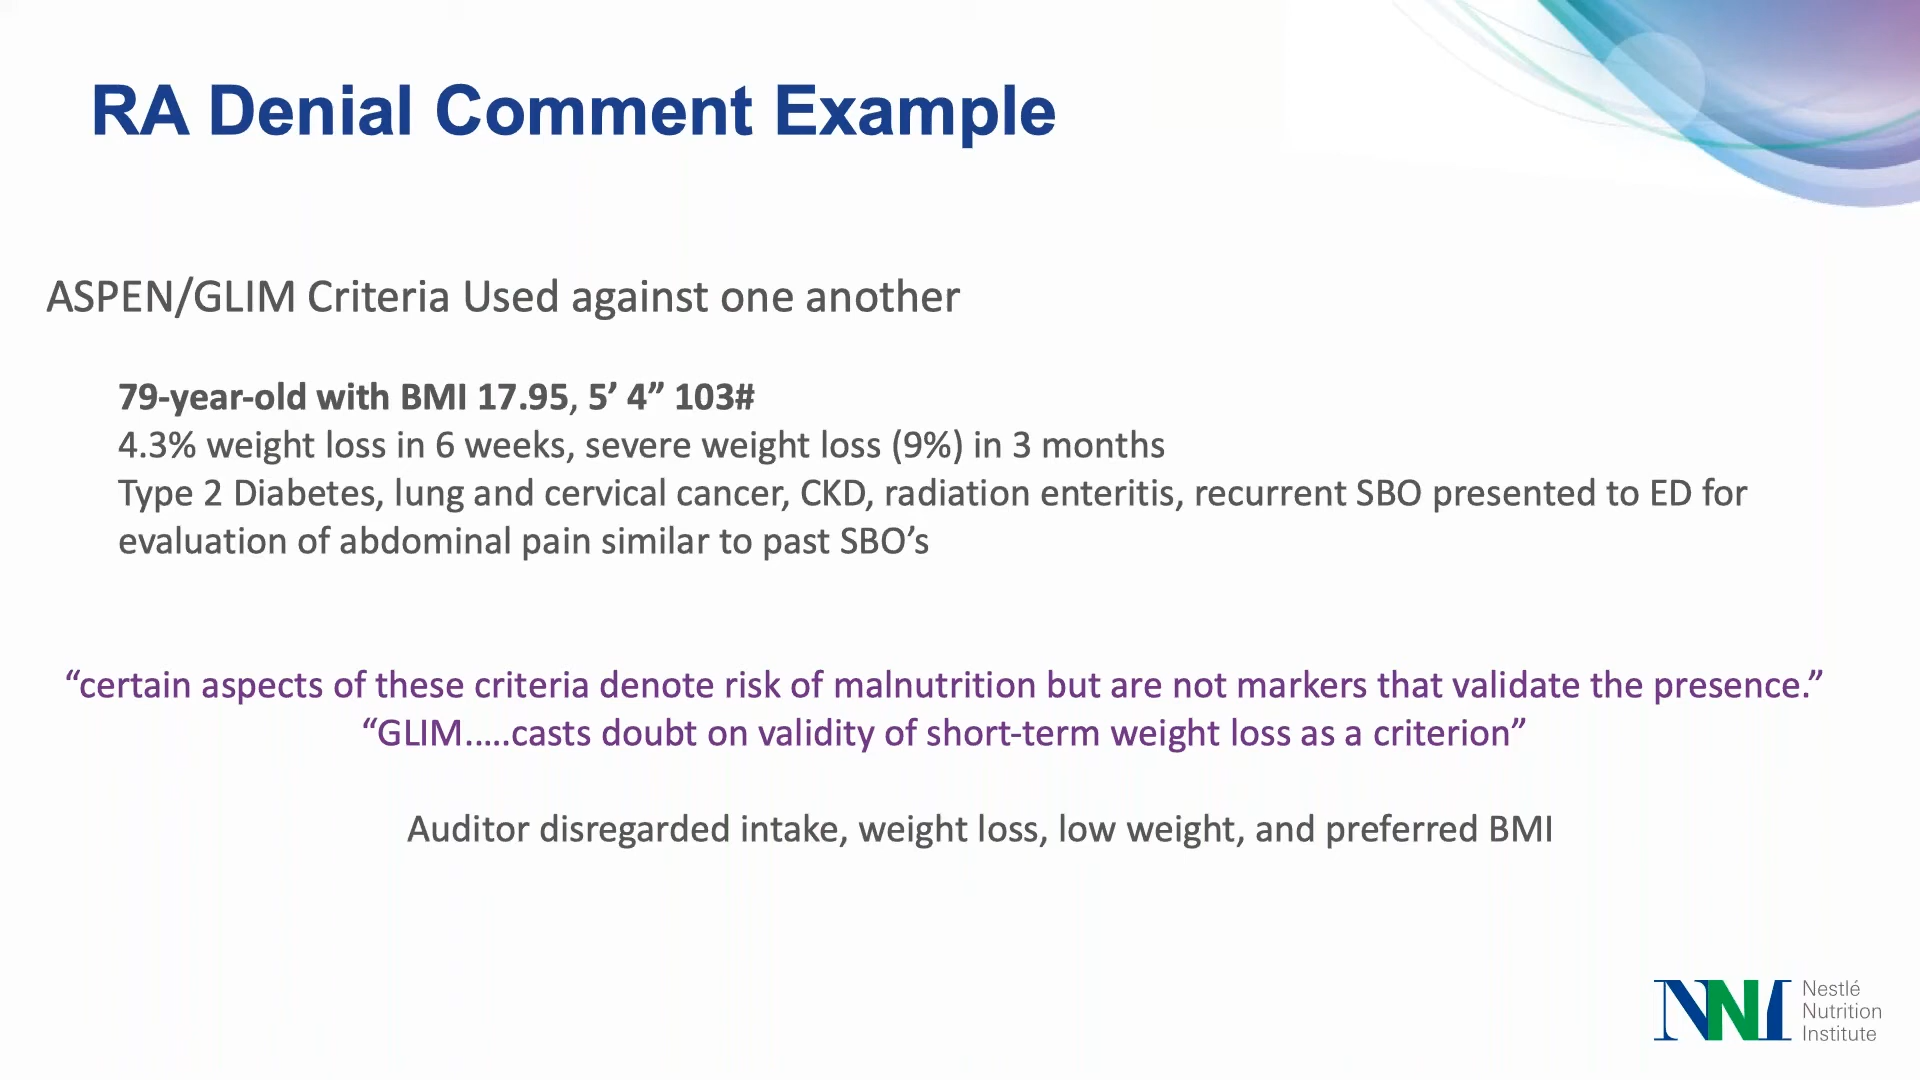 RA Denial Comment Example
ASPEN/GLIM Criteria Used against one another
79-year-old with BMI 17.95, 5’ 4” 103#
4.3% weight loss in 6 weeks, severe weight loss (9%) in 3 months
Type 2 Diabetes, lung and cervical cancer, CKD, radiation enteritis, recurrent SBO presented to ED for
evaluation of abdominal pain similar to past SBO’s
“certain aspects of these criteria denote risk of malnutrition but are not markers that validate the presence.”
“GLIM.....casts doubt on validity of short-term weight loss as a criterion”
Auditor disregarded intake, weight loss, low weight, and preferred BMI
NNI
Nestlé
Nutrition
Institute